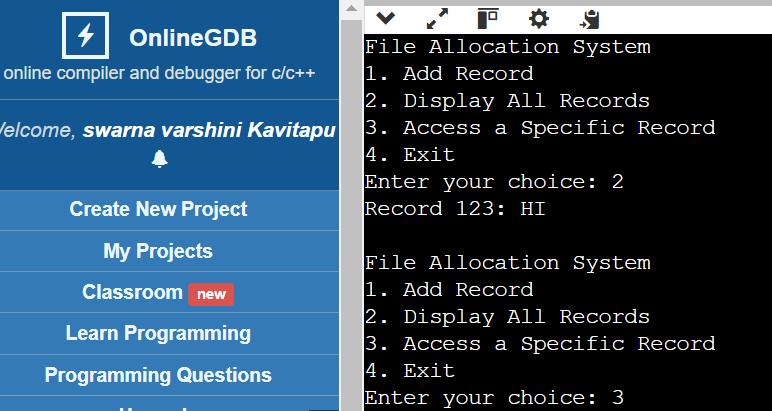 OnlineGDB
online compiler and debugger for c/c++
elcome, swarna varshini Kavitapu
Create New Project
My Projects
Classroom new
Learn Programming
Programming Questions
File Allocation System
1. Add Record
2. Display All Records
3. Access a Specific Record
4. Exit
Enter your choice: 2
Record 123: HI
File Allocation System
1. Add Record
2. Display All Records
3. Access a Specific Record
4. Exit
Enter your choice: 3